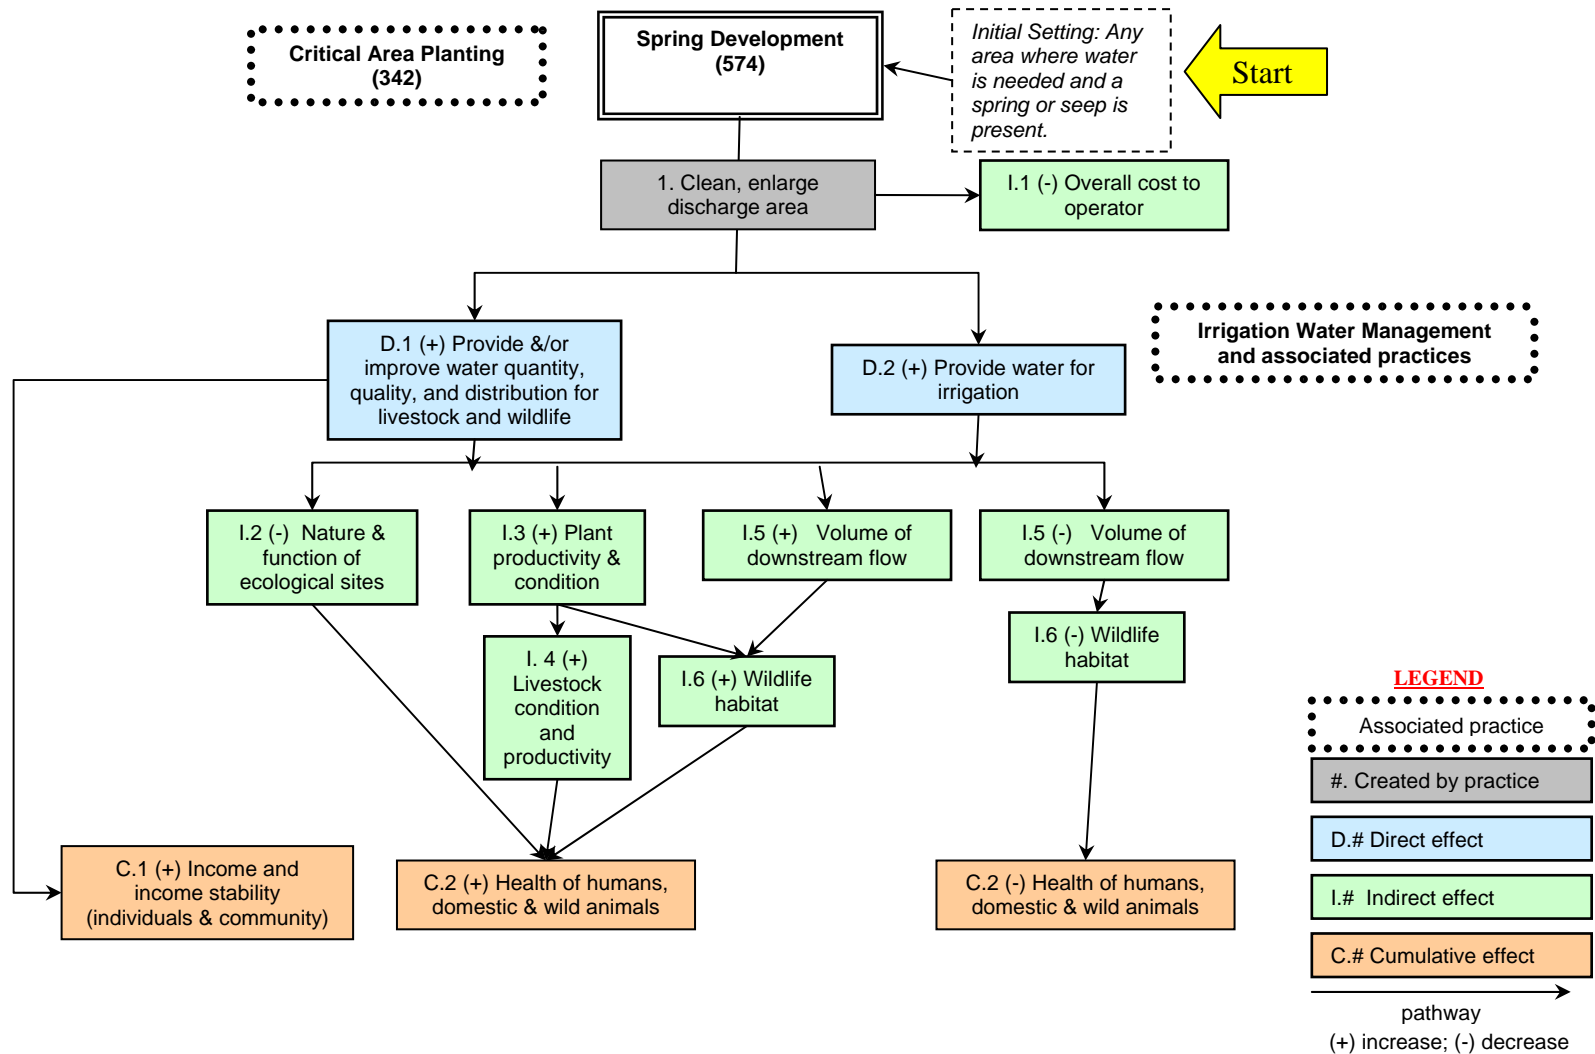 Critical Area Planting
(342)
Spring Development
(574)
Initial Setting: Any
area where water
is needed and a
spring or seep is
present.
Start
1. Clean, enlarge
discharge area
I.1 (-) Overall cost to
operator
D.1 (+) Provide &/or
improve water quantity,
quality, and distribution for
livestock and wildlife
D.2 (+) Provide water for
irrigation
Irrigation Water Management
and associated practices
I.2 (-) Nature &
function of
ecological sites
I.3 (+) Plant
productivity &
condition
I.5 (+) Volume of
downstream flow
I.5 (-) Volume of
downstream flow
I. 4 (+)
Livestock
condition
and
productivity
I.6 (+) Wildlife
habitat
I.6 (-) Wildlife
habitat
C.1 (+) Income and
income stability
(individuals & community)
C.2 (+) Health of humans,
domestic & wild animals
C.2 (-) Health of humans,
domestic & wild animals
LEGEND
Associated practice
#. Created by practice
D.# Direct effect
I.# Indirect effect
C.# Cumulative effect
pathway
(+) increase; (-) decrease